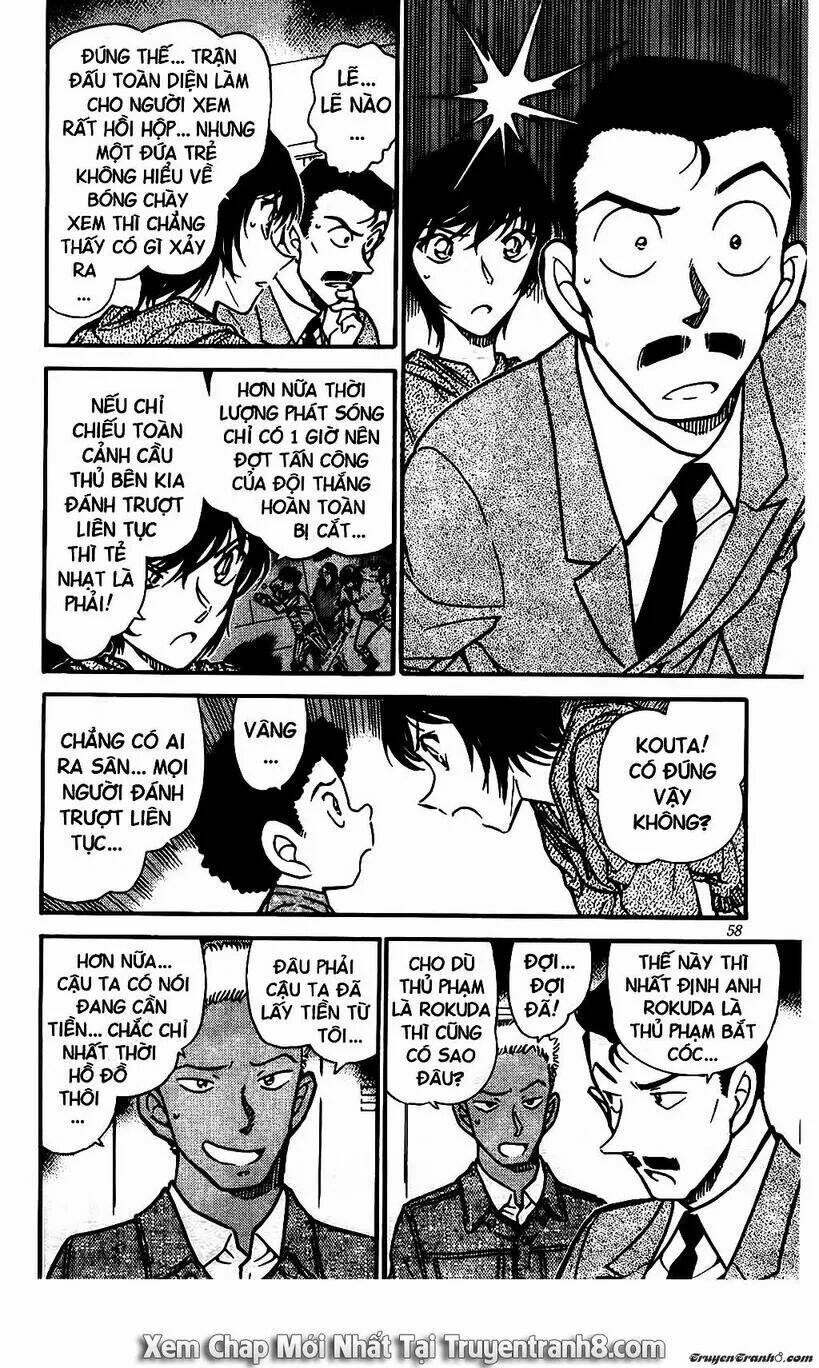 LẼ...
LẼ NÀO
...
ĐÚNG THẾ... TRẬN
ĐẤU TOÀN DIỆN LÀM
CHO NGƯỜI XEM
RẤT HỒI HỘP... NHƯNG
MỘT ĐỨA TRẺ
KHÔNG HIỂU VỀ
BÓNG CHÀY
XEM THÌ CHẲNG
THẤY CÓ GÌ XẢY
RA
...
HƠN NỮA THỜI
LƯỢNG PHÁT SÓNG
CHỈ CÓ 1 GIỜ NÊN
ĐỢT TẤN CÔNG
CỦA ĐỘI THẮNG
HOÀN TOÀN
BỊ CẮT...
NẾU CHỈ
CHIẾU TOÀN
CẢNH CẦU
THỦ BÊN KIA
ĐÁNH TRƯỢT
LIÊN TỤC
THÌ TẺ
NHẠT LÀ
PHẢI!
KOUTA!
CÓ ĐÚNG
VẬY
KHÔNG?
VÂNG
...
CHẲNG CÓ AI
RA SÂN... MỌI
NGƯỜI ĐÁNH
TRƯỢT LIÊN
TỤC...
58
THẾ NÀY THÌ
NHẤT ĐỊNH ANH
ROKUDA LÀ
THỦ PHẠM BẮT
CÓC...
ĐỢI...
ĐỢI
ĐÃ!
CHO DÙ
THỦ PHẠM
LÀ ROKUDA
THÌ CŨNG
CÓ SAO
ĐÂU?
ĐÂU PHẢI
CẬU TA ĐÃ
LẤY TIỀN TỪ
TÔI...
HƠN NỮA...
CẬU TA CÓ NÓI
ĐANG CẦN
TIỀN... CHẮC CHỈ
NHẤT THỜI
HỒ ĐỒ
THÔI
...
Xem Chap Mới Nhất Tại Truyentranh8.com
TruyenTranh8.com